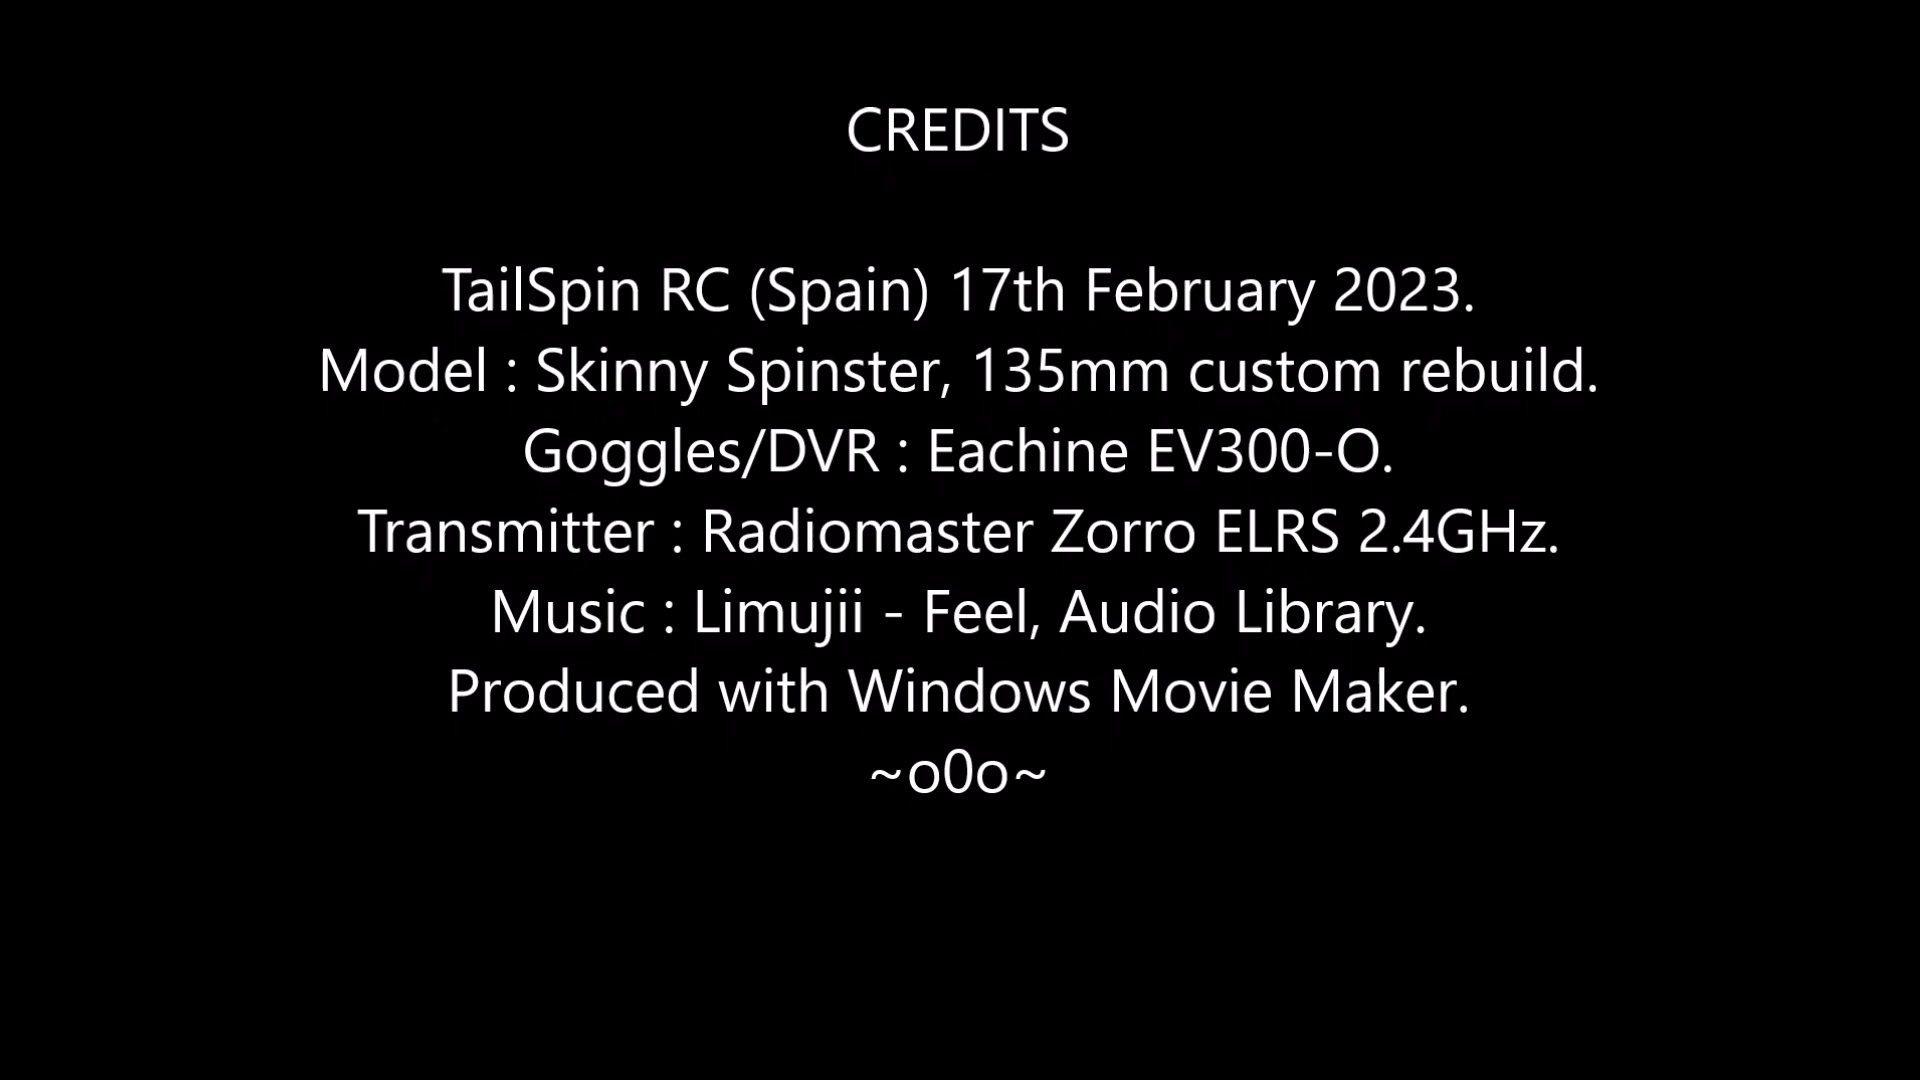 CREDITS
TailSpin RC (Spain) 17th February 2023.
Model : Skinny Spinster, 135mm custom rebuild.
Goggles/DVR : Eachine EV300-O.
Transmitter : Radiomaster Zorro ELRS 2.4GHz.
Music : Limujii - Feel, Audio Library.
Produced with Windows Movie Maker.
~o0o~